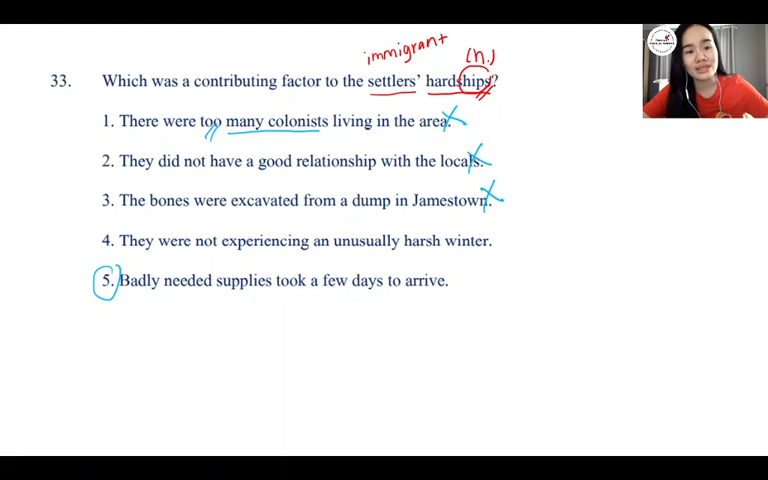 immigrant (n.)
33. Which was a contributing factor to the settlers' hardships?
1. There were too many colonists living in the area.
2. They did not have a good relationship with the locals.
3. The bones were excavated from a dump in Jamestown.
4. They were not experiencing an unusually harsh winter.
5. Badly needed supplies took a few days to arrive.